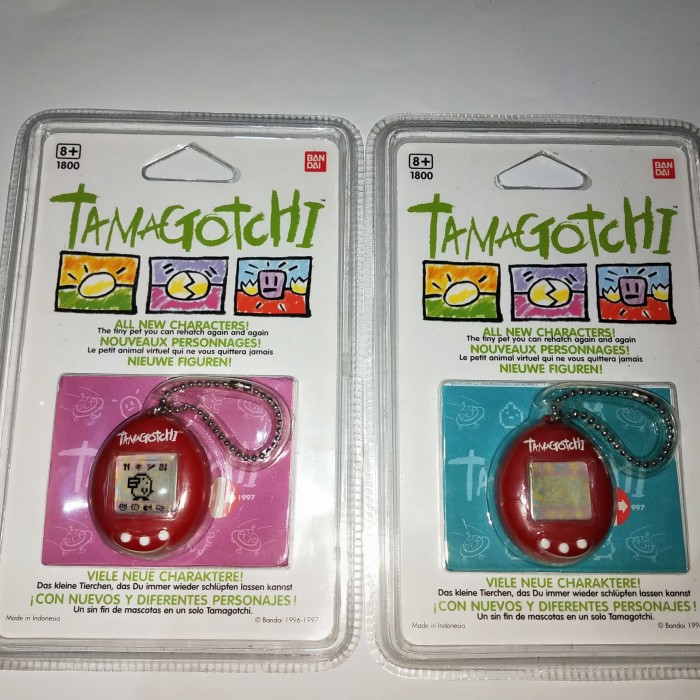 8+
1800
BAN
DAI
TAMAGOTCHI
TM
ALL NEW CHARACTERS!
The tiny pet you can rehatch again and again
NOUVEAUX PERSONNAGES!
Le petit animal virtuel qui ne vous quittera jamais
NIEUWE FIGUREN!
TAMAGOTCHI
1997
VIELE NEUE CHARAKTERE!
Das kleine Tierchen, das Du immer wieder schlüpfen lassen kannst
¡CON NUEVOS Y DIFERENTES PERSONAJES!
Un sin fin de mascotas en un solo Tamagotchi.
Made in Indonesia
© Bandai 1996-1997
8+
1800
BAN
DAI
TAMAGOTCHI
ALL NEW CHARACTERS!
The tiny pet you can rehatch again and again
NOUVEAUX PERSONNAGES!
Le petit animal virtuel qui ne vous quittera jamais
NIEUWE FIGUREN!
TAMAGOTCHI
997
VIELE NEUE CHARAKTERE!
Das kleine Tierchen, das Du immer wieder schlüpfen lassen kannst
¡CON NUEVOS Y DIFERENTES PERSONAJES!
Un sin fin de mascotas en un solo Tamagotchi.
Made in Indonesia
© Bandai